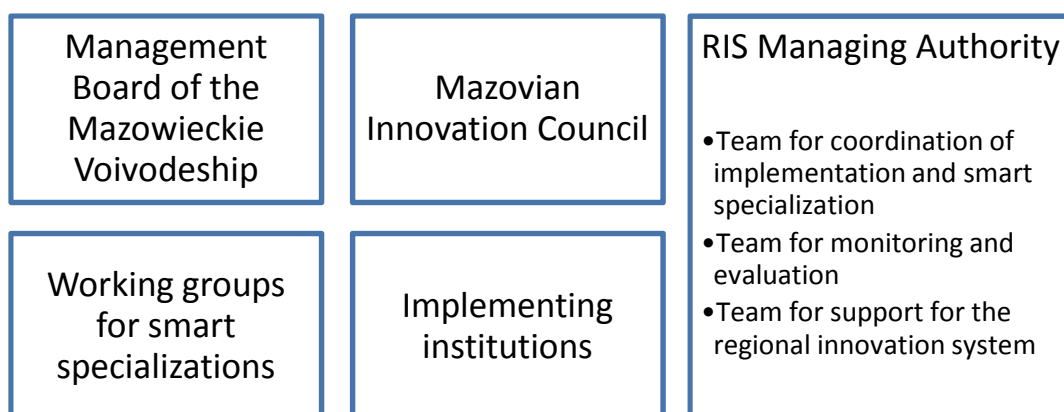 Management
Board of the
Mazowieckie
Voivodeship
Mazovian
Innovation Council
RIS Managing Authority
•Team for coordination of
implementation and smart
specialization
•Team for monitoring and
evaluation
•Team for support for the
regional innovation system
Working groups
for smart
specializations
Implementing
institutions